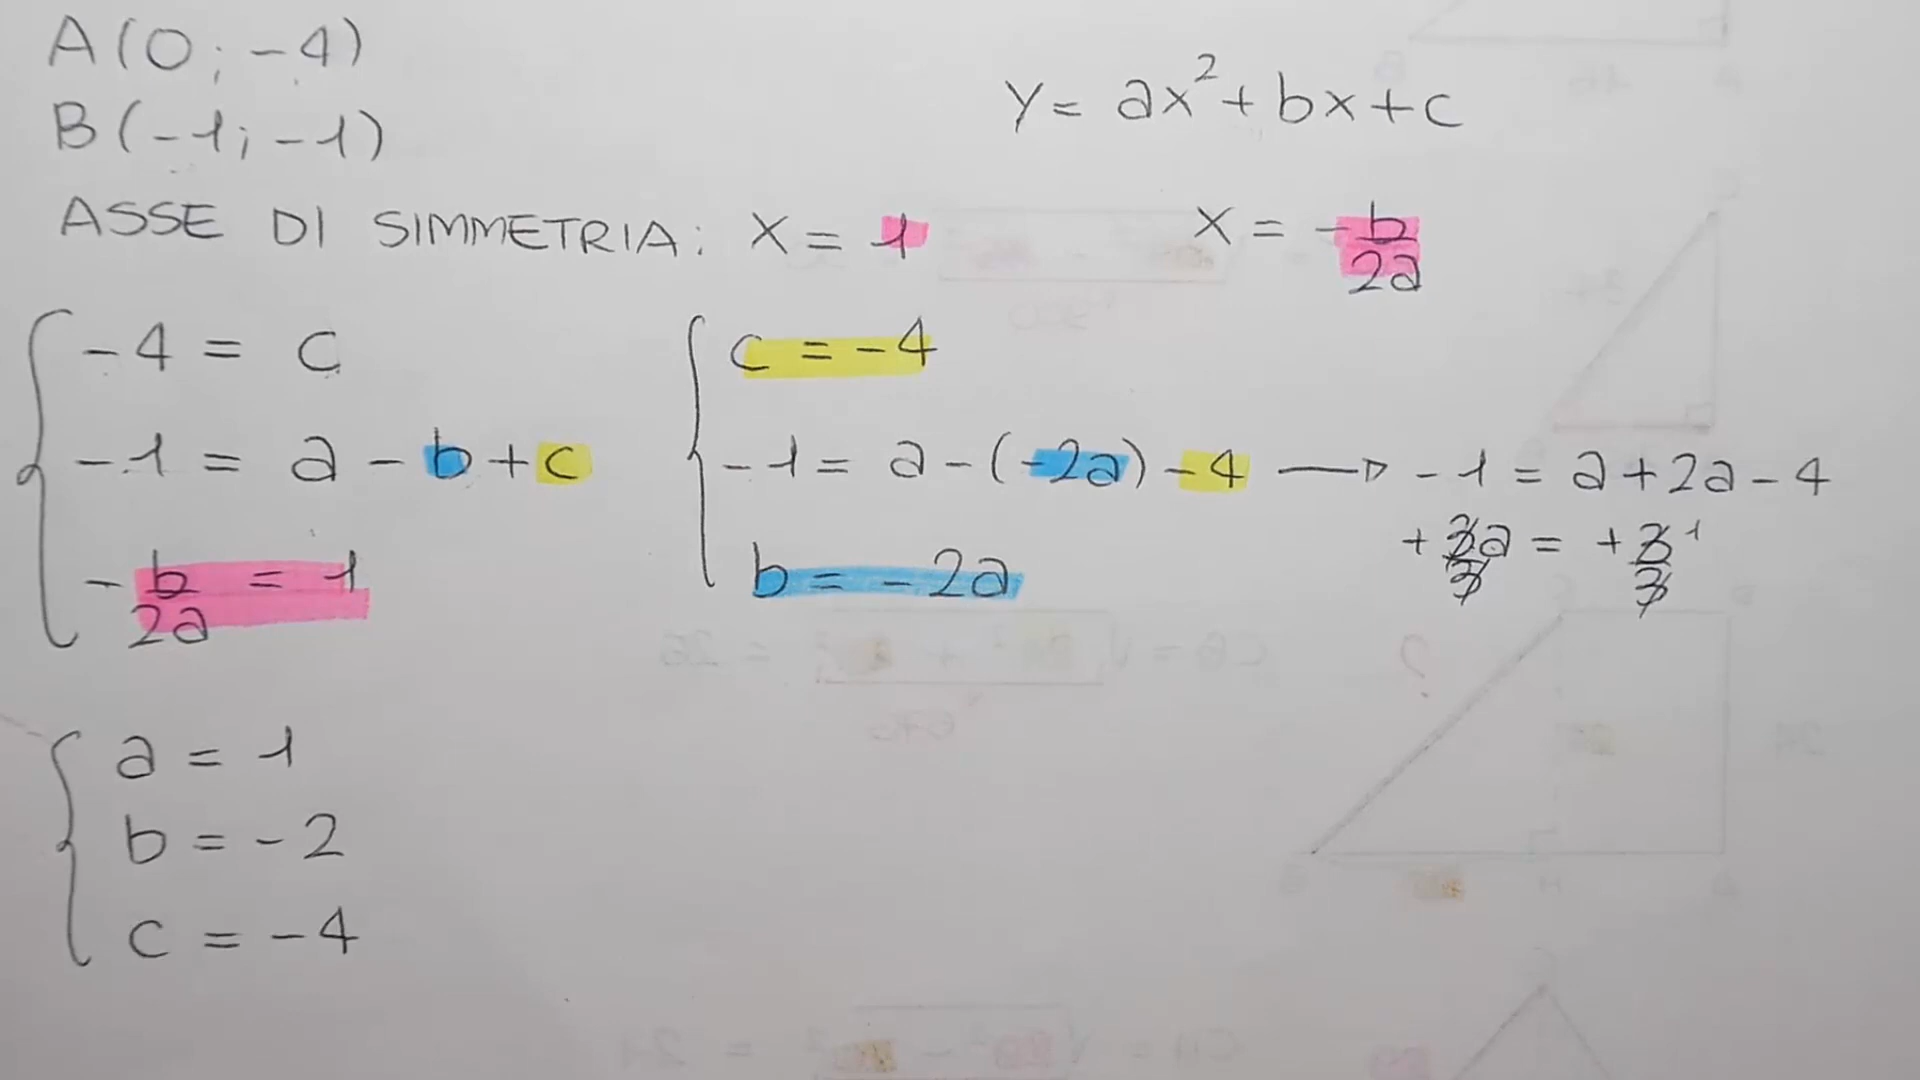 A(0; -4)
B(-1; -1)
y = ax² + bx + c
ASSE DI SIMMETRIA: x = 1
x = -b/2a
-4 = c
-1 = a - b + c
-b/2a = 1
c = -4
-1 = a - (-2a) - 4 → -1 = a + 2a - 4
+3a/3 = +3/3 1
b = -2a
a = 1
b = -2
c = -4